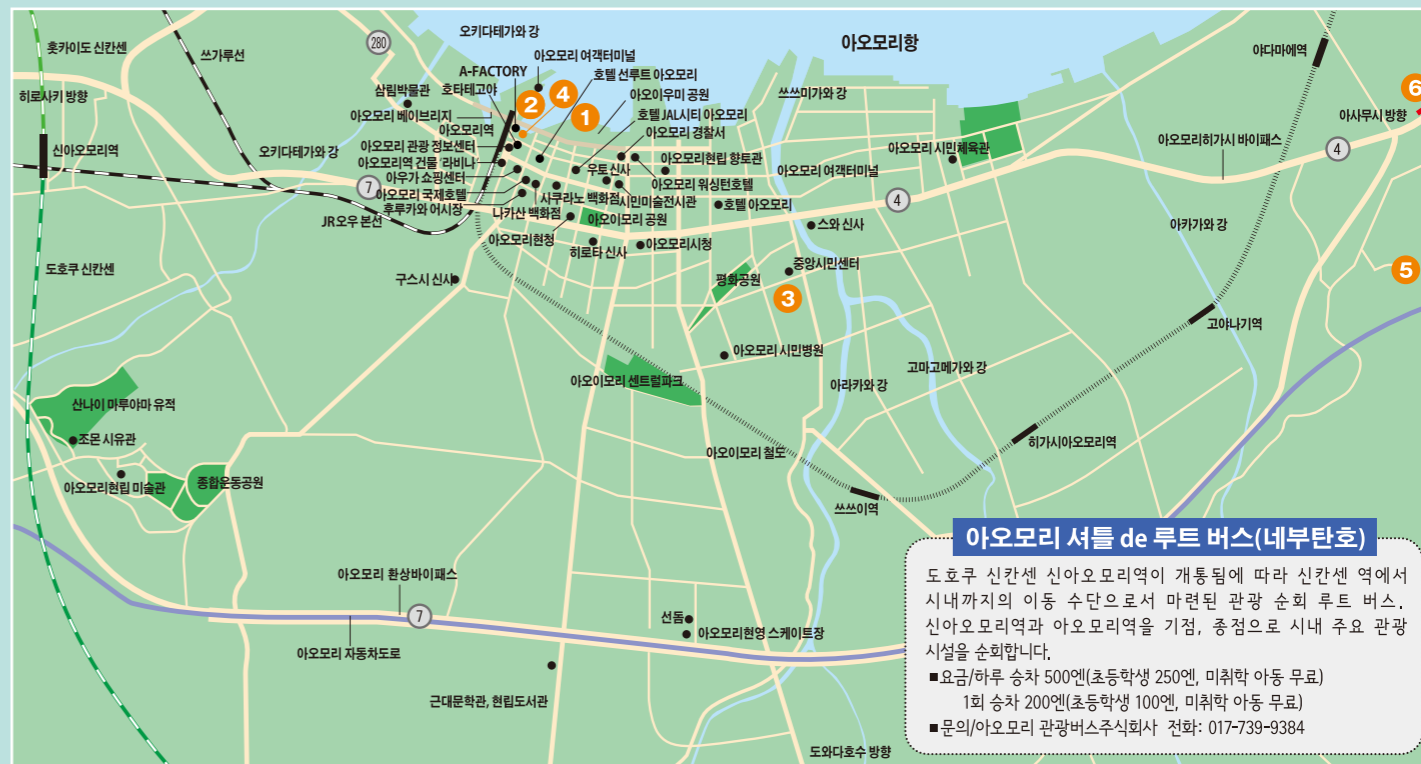 홋카이도 신칸센
쓰가루선
280
오키다테가와 강
아오모리 여객터미널
아오모리항
야다마에역
A-FACTORY
호텔 선루트 아오모리
히로사키 방향
삼림박물관
호타테고야
2
4
1
아오이우미 공원
쓰쓰미가와 강
6
아오모리 베이브리지
호텔 JAL시티 아오모리
아사무시 방향
아오모리역
아오모리 경찰서
아오모리히가시 바이패스
신아오모리역
오키다테가와 강
아오모리 관광 정보센터
아오모리 시민체육관
4
아오모리역 건물 라비나
우토 신사
아오모리현립 향토관
아오모리 여객터미널
7
아우가 쇼핑센터
아오모리 워싱턴호텔
아오모리 국제호텔
사쿠라노 백화점
시민미술전시관
4
후루카와 어시장
나카산 백화점
아오이모리 공원
호텔 아오모리
JR오우 본선
스와 신사
아카가와 강
아오모리현청
히로타 신사
아오모리시청
도호쿠 신칸센
구스시 신사
평화공원
중앙시민센터
5
3
고야나기역
아오모리 시민병원
아오이모리 센트럴파크
아라카와 강
고마고메가와 강
산나이 마루야마 유적
조몬 시유관
히가시아오모리역
아오이모리 철도
아오모리현립 미술관
종합운동공원
쓰쓰이역
아오모리 환상바이패스
7
선돔
아오모리현영 스케이트장
아오모리 자동차도로
근대문학관, 현립도서관
도와다호수 방향
아오모리 셔틀 de 루트 버스(네부탄호)
도호쿠 신칸센 신아오모리역이 개통됨에 따라 신칸센 역에서
시내까지의 이동 수단으로서 마련된 관광 순회 루트 버스.
신아오모리역과 아오모리역을 기점, 종점으로 시내 주요 관광
시설을 순회합니다.
■요금/하루 승차 500엔(초등학생 250엔, 미취학 아동 무료)
1회 승차 200엔(초등학생 100엔, 미취학 아동 무료)
■문의/아오모리 관광버스주식회사 전화: 017-739-9384